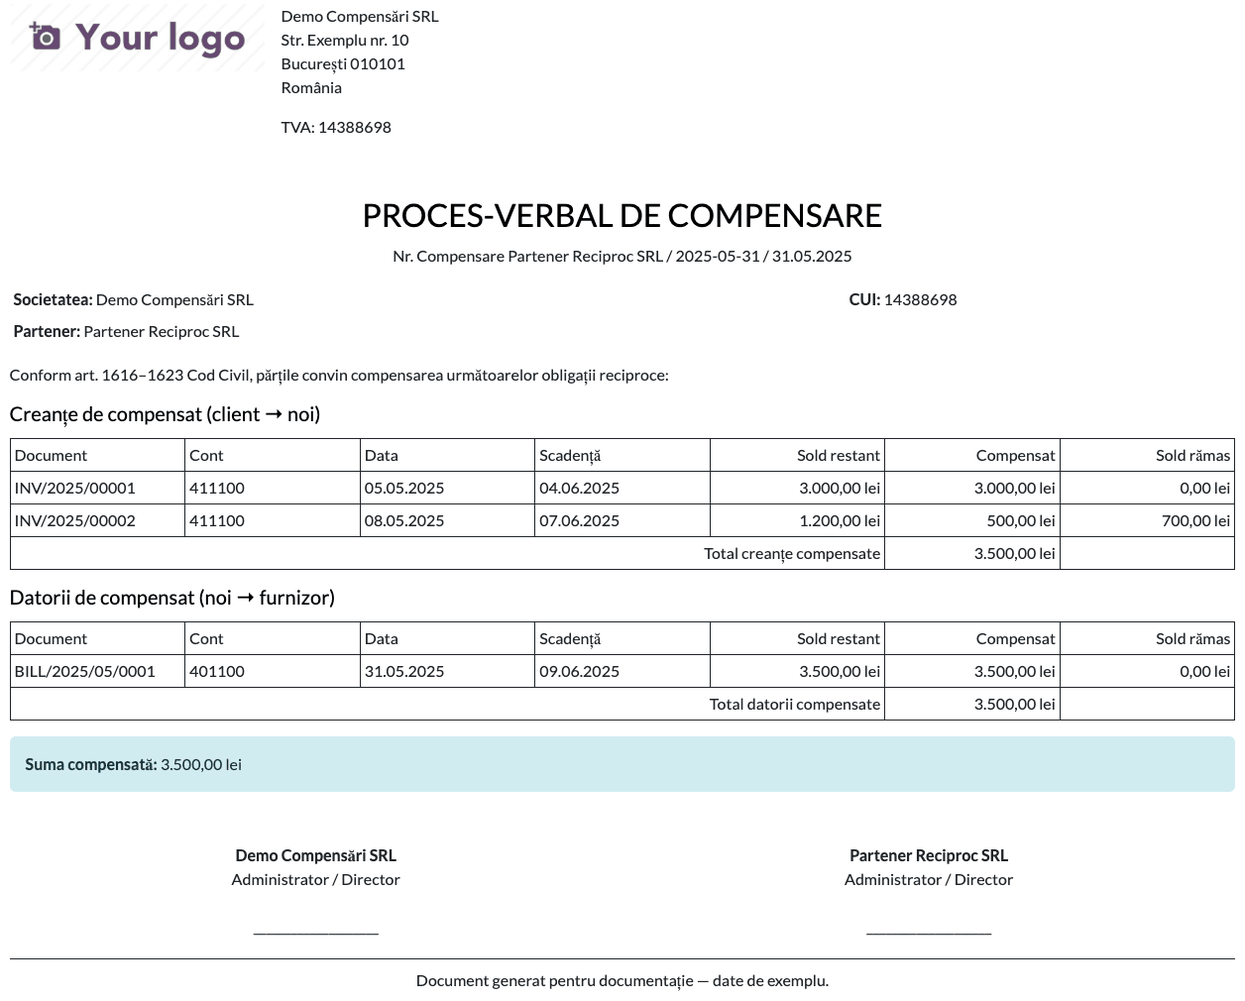 Your logo
Demo Compensări SRL
Str. Exemplu nr. 10
București 010101
România
TVA: 14388698
PROCES-VERBAL DE COMPENSARE
Nr. Compensare Partener Reciproc SRL / 2025-05-31 / 31.05.2025
Societatea: Demo Compensări SRL CUI: 14388698
Partener: Partener Reciproc SRL
Conform art. 1616–1623 Cod Civil, părțile convin compensarea următoarelor obligații reciproce:
Creanțe de compensat (client → noi)
Document Cont Data Scadență Sold restant Compensat Sold rămas
INV/2025/00001 411100 05.05.2025 04.06.2025 3.000,00 lei 3.000,00 lei 0,00 lei
INV/2025/00002 411100 08.05.2025 07.06.2025 1.200,00 lei 500,00 lei 700,00 lei
Total creanțe compensate 3.500,00 lei
Datorii de compensat (noi → furnizor)
Document Cont Data Scadență Sold restant Compensat Sold rămas
BILL/2025/05/0001 401100 31.05.2025 09.06.2025 3.500,00 lei 3.500,00 lei 0,00 lei
Total datorii compensate 3.500,00 lei
Suma compensată: 3.500,00 lei
Demo Compensări SRL Partener Reciproc SRL
Administrator / Director Administrator / Director
Document generat pentru documentație — date de exemplu.